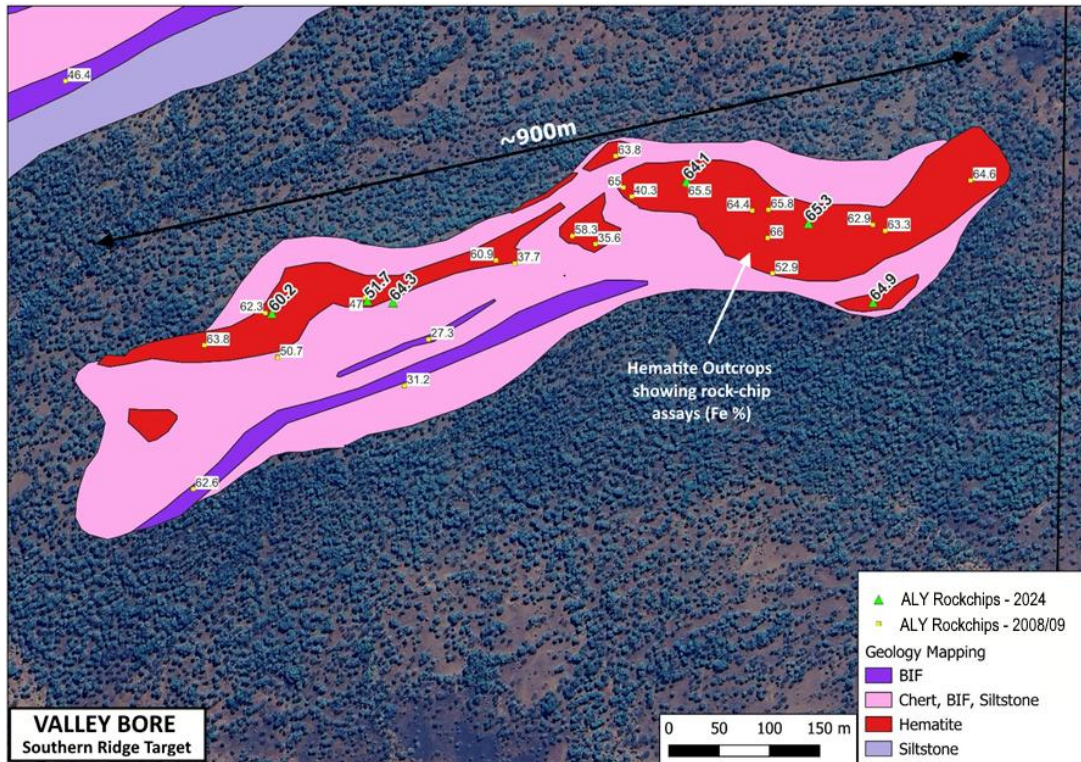 46.4
~900m
63.8
65
40.3
64.1
65.5
64.4
65.8
66
65.3
62.9
63.3
64.6
52.9
64.9
58.3
35.6
60.9
37.7
62.3
60.2
47
51.7
64.3
63.8
50.7
27.3
31.2
62.6
Hematite Outcrops
showing rock-chip
assays (Fe %)
ALY Rockchips - 2024
ALY Rockchips - 2008/09
Geology Mapping
BIF
Chert, BIF, Siltstone
Hematite
Siltstone
VALLEY BORE
Southern Ridge Target
0 50 100 150 m